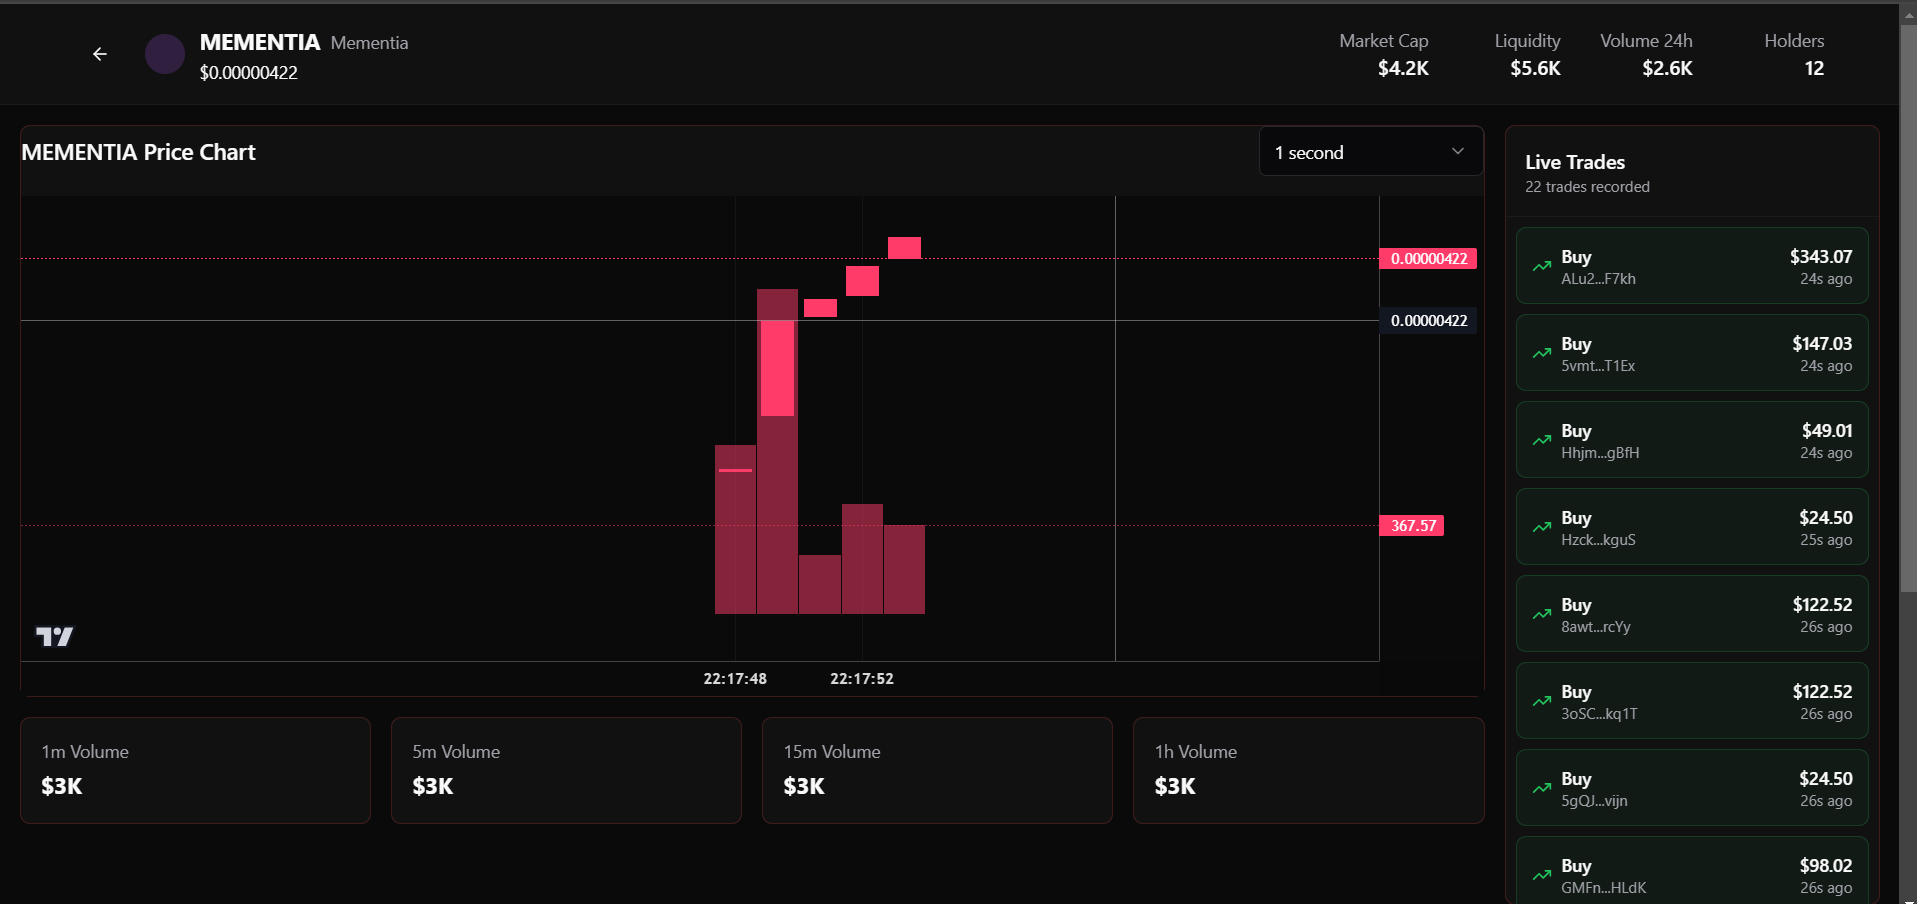 MEMENTIA Mementia
$0.00000422
Market Cap
$4.2K
Liquidity
$5.6K
Volume 24h
$2.6K
Holders
12
MEMENTIA Price Chart
1 second
0.00000422
0.00000422
367.57
22:17:48
22:17:52
1m Volume
$3K
5m Volume
$3K
15m Volume
$3K
1h Volume
$3K
Live Trades
22 trades recorded
Buy $343.07
ALu2...F7kh 24s ago
Buy $147.03
5vmt...T1Ex 24s ago
Buy $49.01
Hhjm...gBfH 24s ago
Buy $24.50
Hzck...kguS 25s ago
Buy $122.52
8awt...rcYy 26s ago
Buy $122.52
3oSC...kq1T 26s ago
Buy $24.50
5gQJ...vijn 26s ago
Buy $98.02
GMFn...HLdK 26s ago